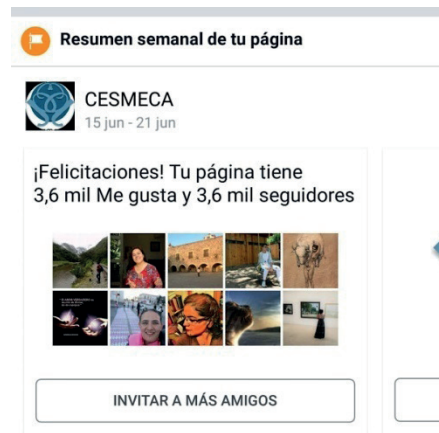 Resumen semanal de tu página
CESMECA
15 jun - 21 jun
¡Felicitaciones! Tu página tiene
3,6 mil Me gusta y 3,6 mil seguidores
INVITAR A MÁS AMIGOS